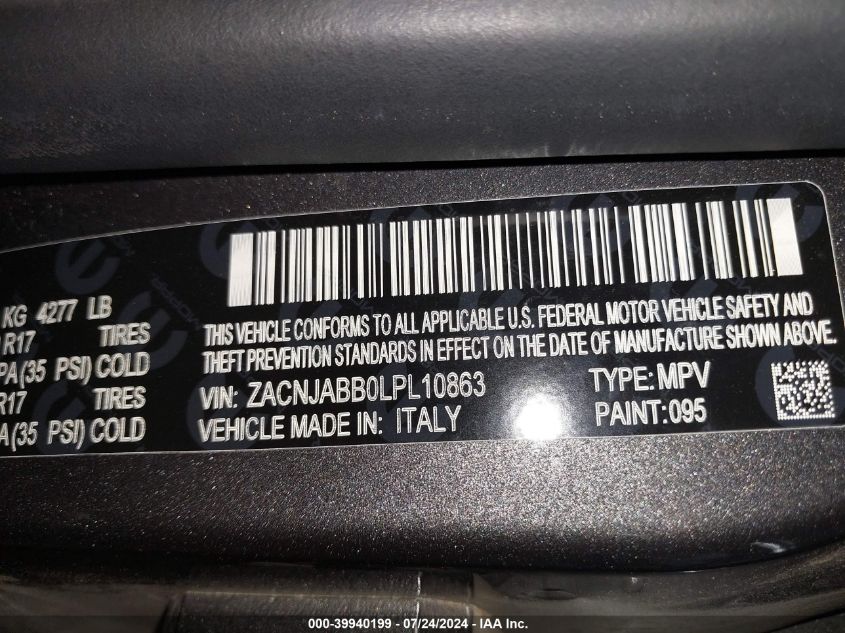 KG 4277 LB
R17 TIRES
PA(35 PSI) COLD
R17 TIRES
A(35 PSI) COLD
THIS VEHICLE CONFORMS TO ALL APPLICABLE U.S. FEDERAL MOTOR VEHICLE SAFETY AND
THEFT PREVENTION STANDARDS IN EFFECT ON THE DATE OF MANUFACTURE SHOWN ABOVE.
VIN: ZACNJABB0LPL10863 TYPE: MPV
VEHICLE MADE IN: ITALY PAINT: 095
000-39940199 - 07/24/2024 - IAA Inc.